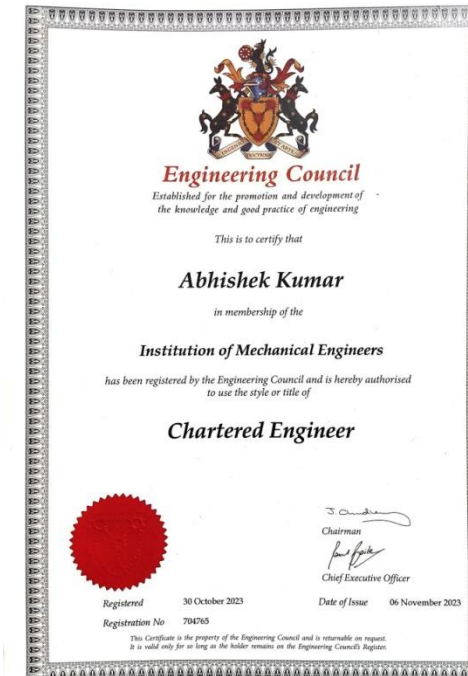 INGENIO DOCTRINA ET ARTE
Engineering Council
Established for the promotion and development of
the knowledge and good practice of engineering
This is to certify that
Abhishek Kumar
in membership of the
Institution of Mechanical Engineers
has been registered by the Engineering Council and is hereby authorised
to use the style or title of
Chartered Engineer
Chairman
Chief Executive Officer
Registered 30 October 2023 Date of Issue 06 November 2023
Registration No 704765
This Certificate is the property of the Engineering Council and is returnable on request.
It is valid only for so long as the holder remains on the Engineering Council's Register.